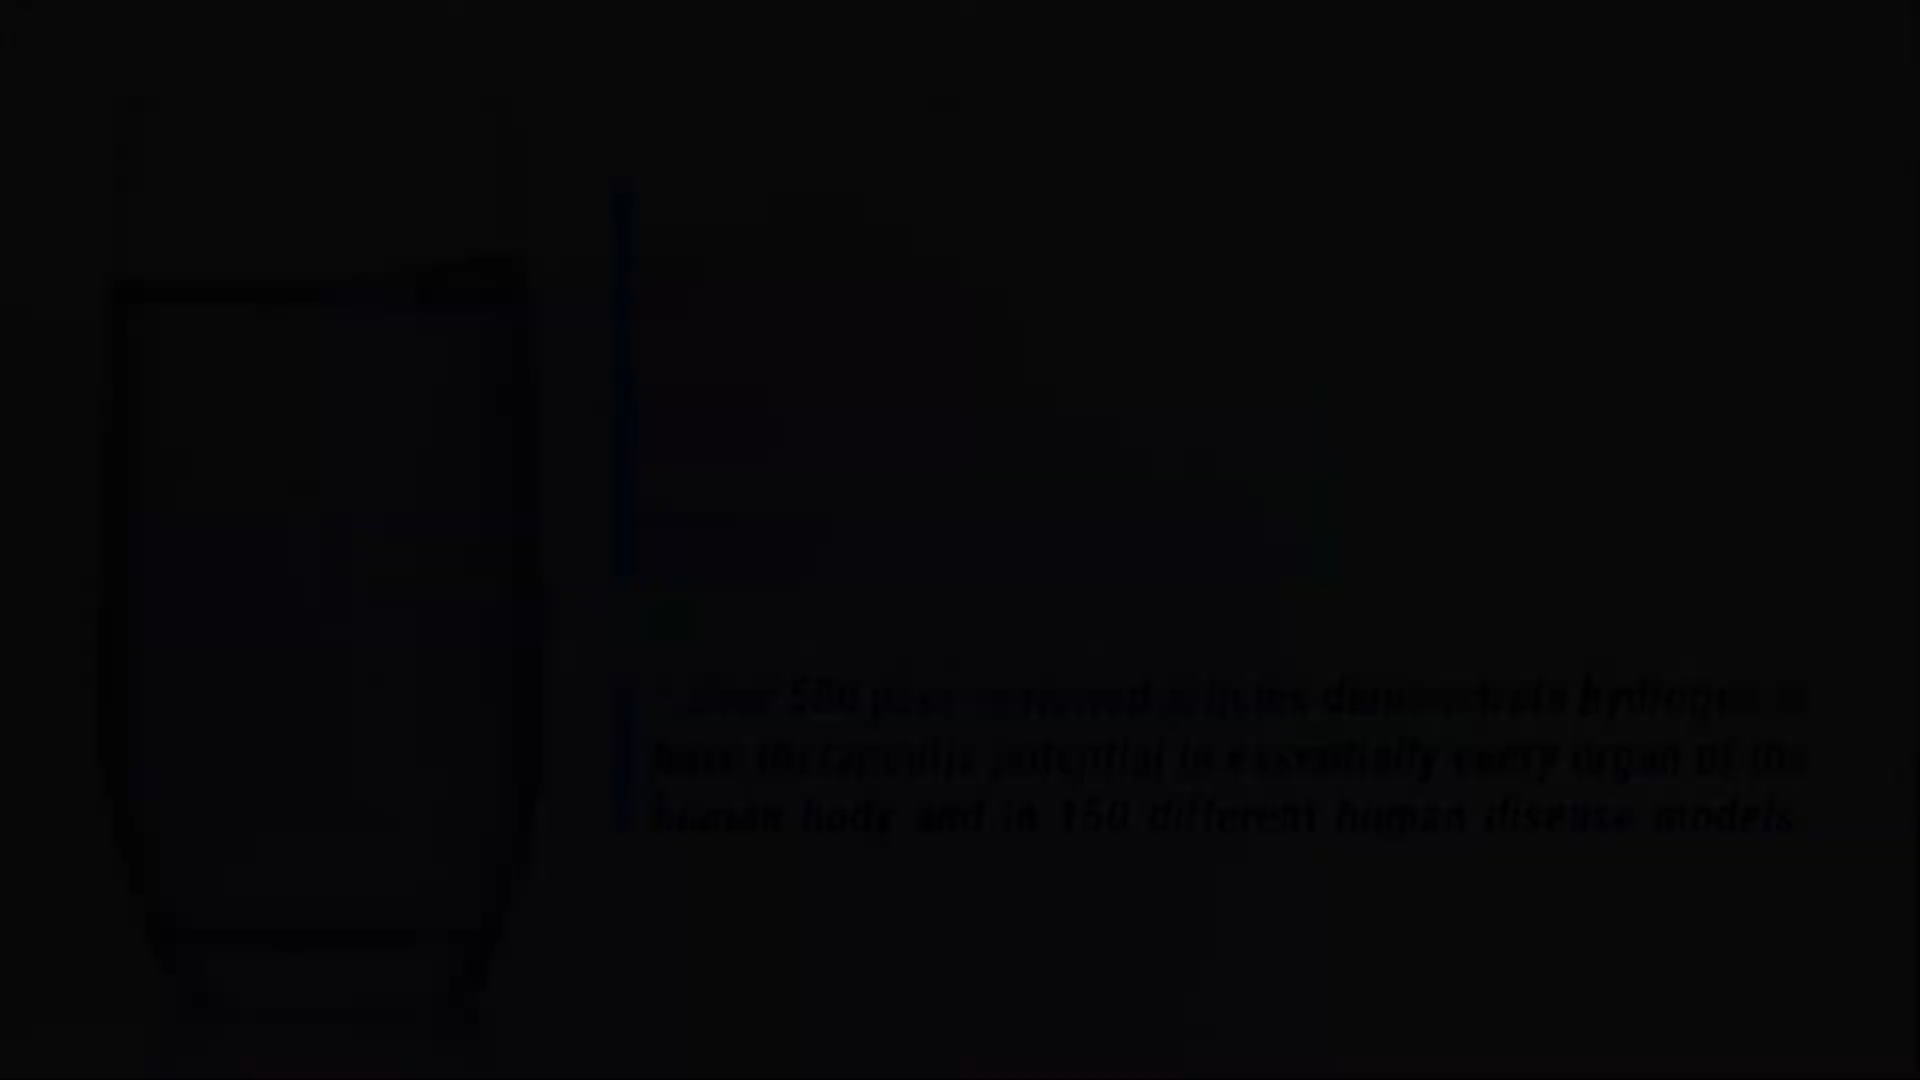 Over 500 peer-reviewed articles demonstrate hydrogen to
have therapeutic potential in essentially every organ of the
human body and in 150 different human disease models.